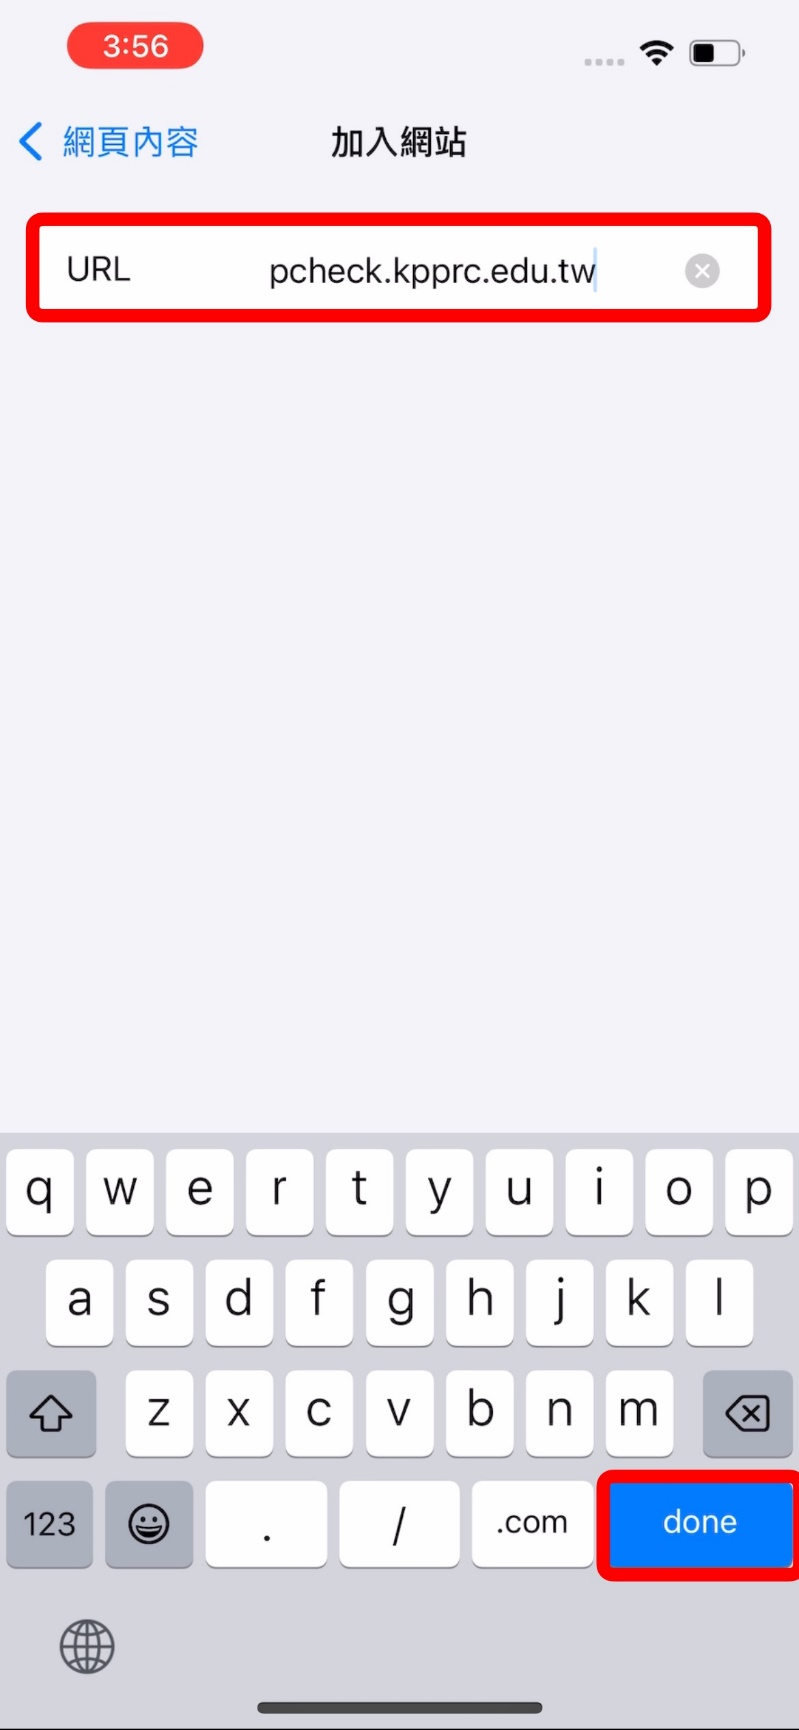 3:56
網頁內容
加入網站
URL pcheck.kpprc.edu.tw
q w e r t y u i o p
a s d f g h j k l
z x c v b n m
123 . / .com done